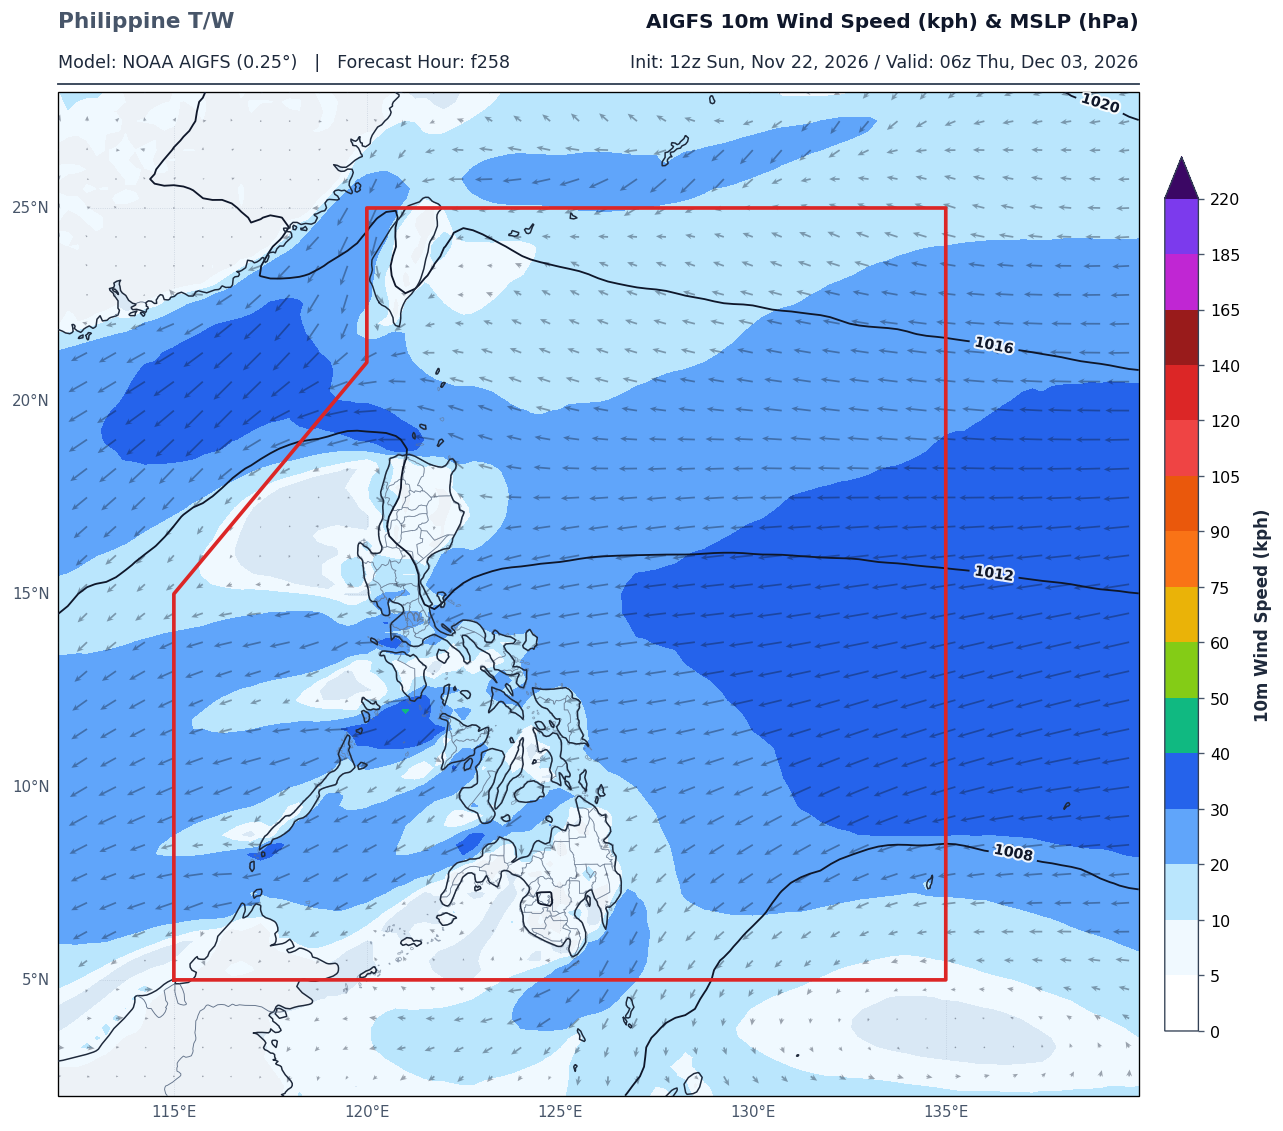 Philippine T/W
AIGFS 10m Wind Speed (kph) & MSLP (hPa)
Model: NOAA AIGFS (0.25°)   |   Forecast Hour: f258
Init: 12z Sun, Nov 22, 2026 / Valid: 06z Thu, Dec 03, 2026
1020
25°N
1016
20°N
1012
15°N
10°N
1008
5°N
115°E
120°E
125°E
130°E
135°E
220
185
165
140
120
105
90
75
60
50
40
30
20
10
5
0
10m Wind Speed (kph)